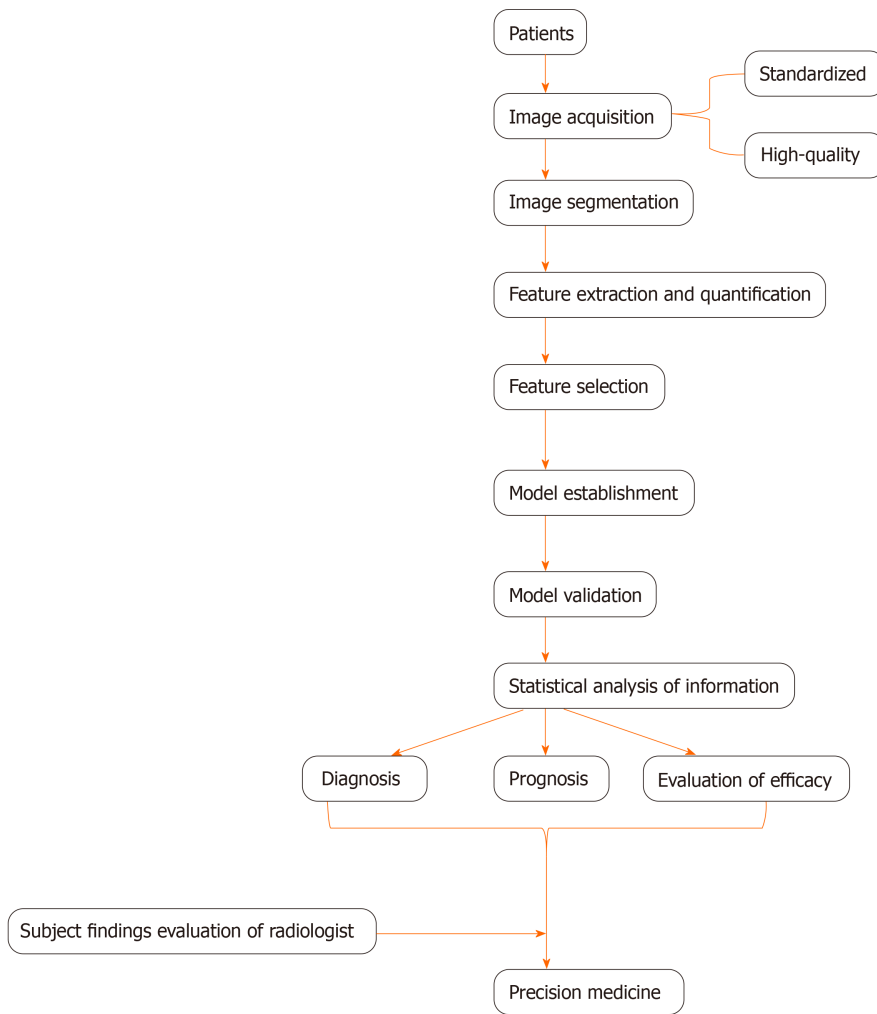 Patients
Standardized
Image acquisition
High-quality
Image segmentation
Feature extraction and quantification
Feature selection
Model establishment
Model validation
Statistical analysis of information
Diagnosis
Prognosis
Evaluation of efficacy
Subject findings evaluation of radiologist
Precision medicine